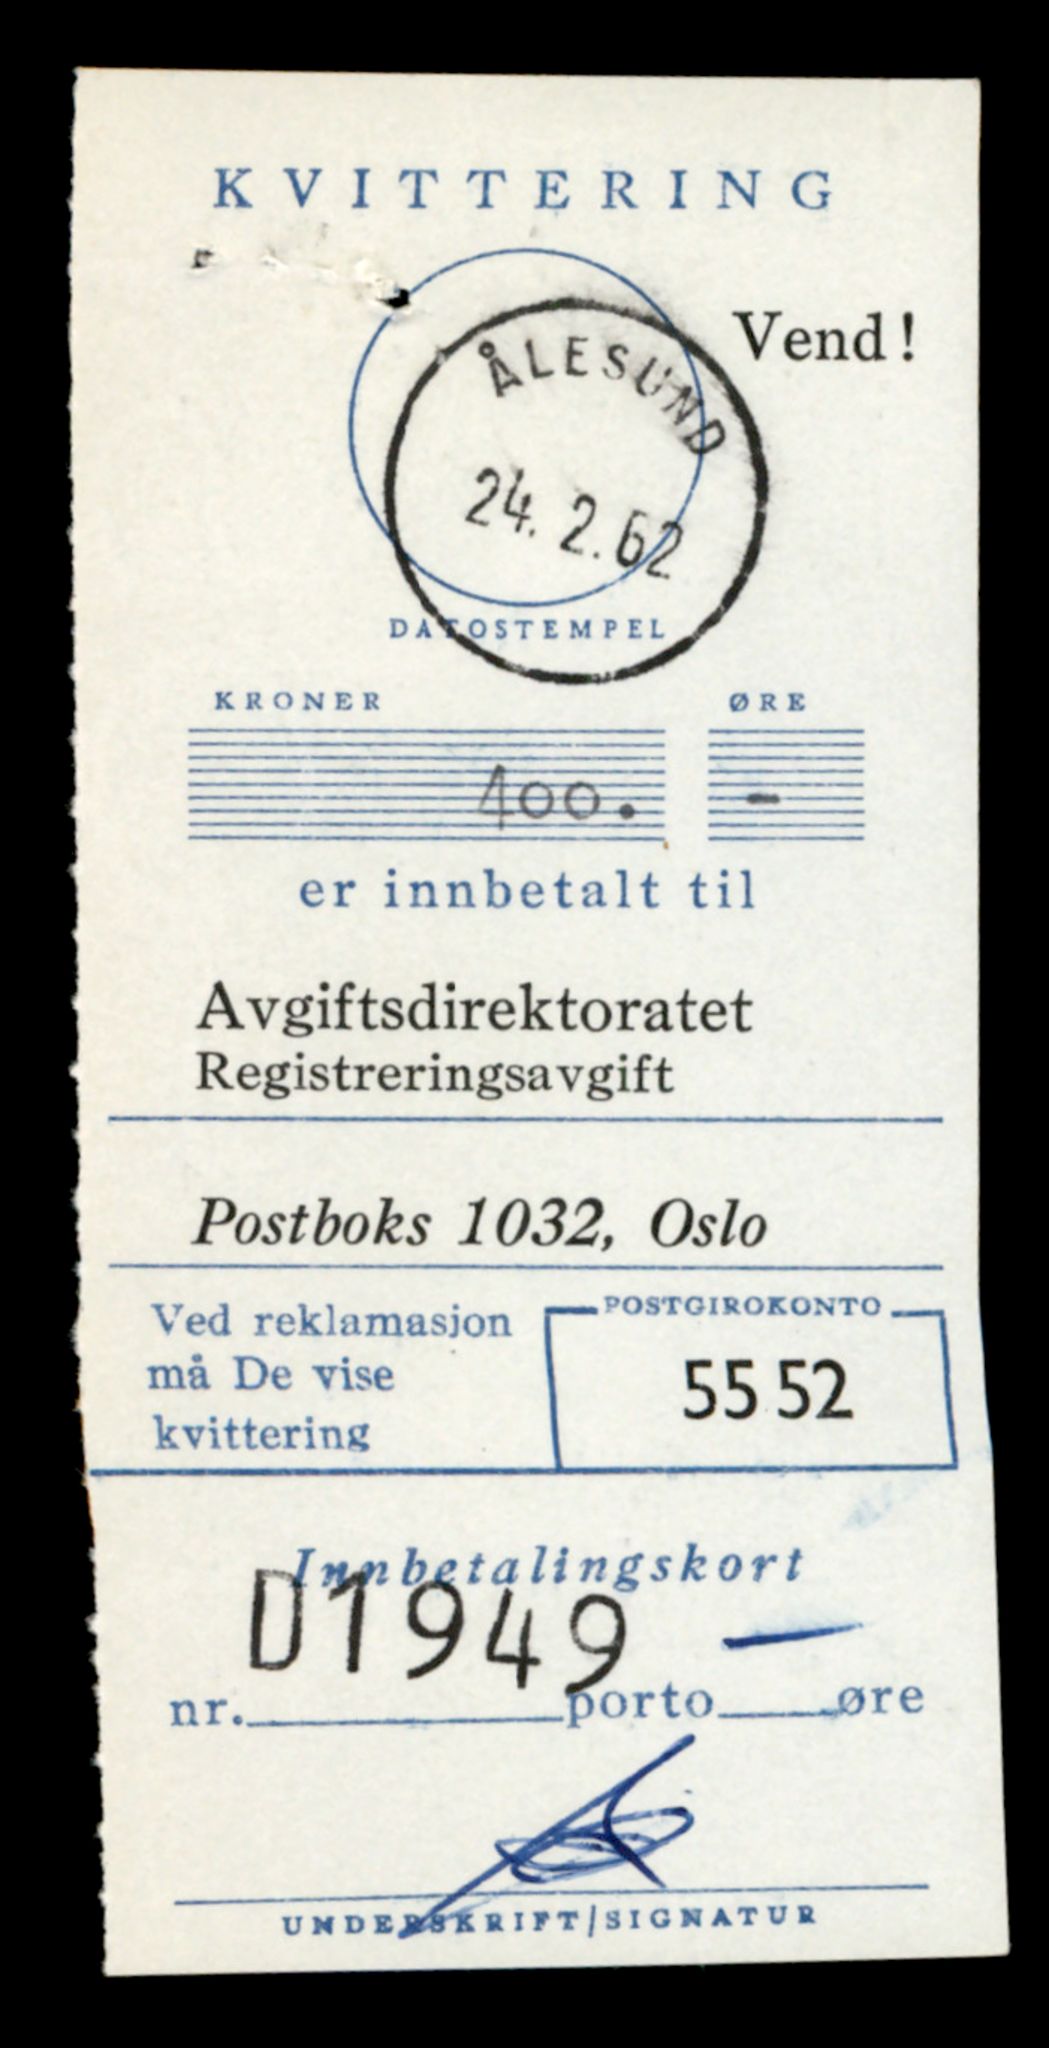 KVITTERING
Vend!
ÅLESUND
24.2.62
DATOSTEMPEL
KRONER ØRE
400. -
er innbetalt til
Avgiftsdirektoratet
Registreringsavgift
Postboks 1032, Oslo
Ved reklamasjon
må De vise
kvittering
POSTGIROKONTO
55 52
Innbetalingskort
D1949 —
nr. porto øre
UNDERSKRIFT/SIGNATUR